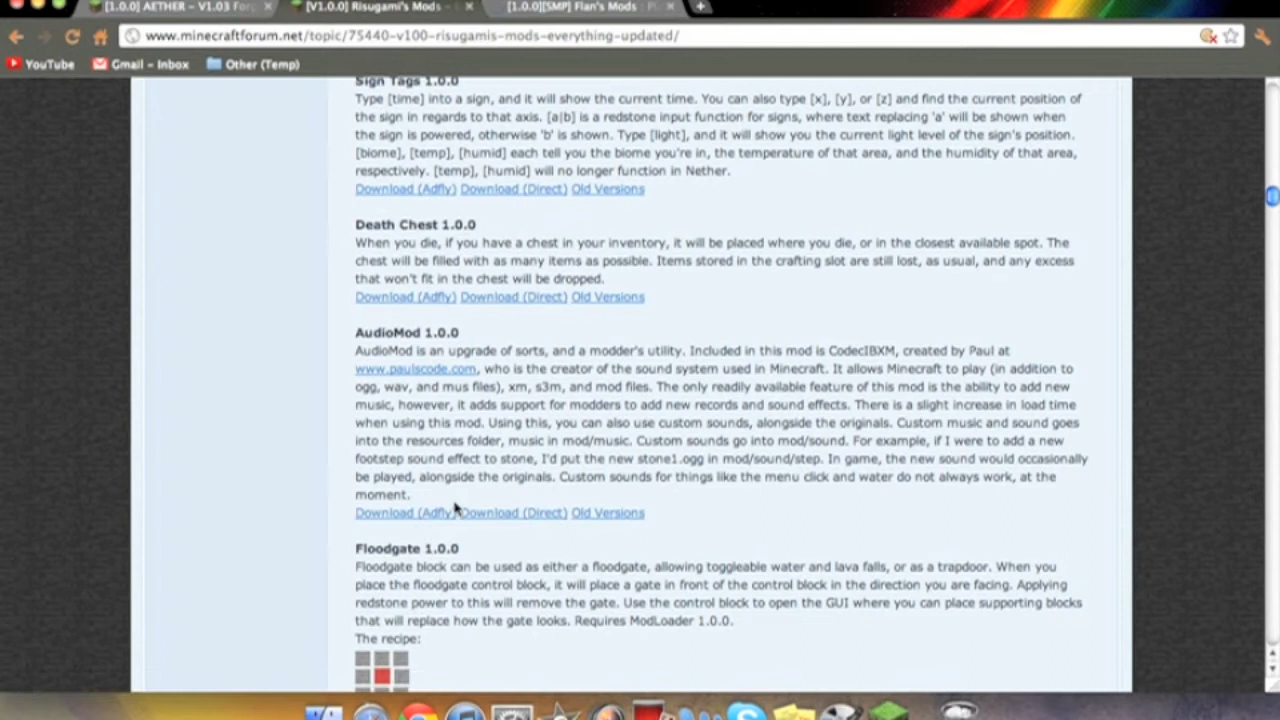 [1.0.0] AETHER - V1.03
[V1.0.0] Risugami's Mods -
[1.0.0][SMP] Flan's Mods :
www.minecraftforum.net/topic/75440-v100-risugamis-mods-everything-updated/
YouTube
Gmail - Inbox
Other (Temp)
Sign Tags 1.0.0
Type [time] into a sign, and it will show the current time. You can also type [x], [y], or [z] and find the current position of
the sign in regards to that axis. [a|b] is a redstone input function for signs, where text replacing 'a' will be shown when
the sign is powered, otherwise 'b' is shown. Type [light], and it will show you the current light level of the sign's position.
[biome], [temp], [humid] each tell you the biome you're in, the temperature of that area, and the humidity of that area,
respectively. [temp], [humid] will no longer function in Nether.
Download (Adfly) Download (Direct) Old Versions
Death Chest 1.0.0
When you die, if you have a chest in your inventory, it will be placed where you die, or in the closest available spot. The
chest will be filled with as many items as possible. Items stored in the crafting slot are still lost, as usual, and any excess
that won't fit in the chest will be dropped.
Download (Adfly) Download (Direct) Old Versions
AudioMod 1.0.0
AudioMod is an upgrade of sorts, and a modder's utility. Included in this mod is CodecIBXM, created by Paul at
www.paulscode.com, who is the creator of the sound system used in Minecraft. It allows Minecraft to play (in addition to
ogg, wav, and mus files), xm, s3m, and mod files. The only readily available feature of this mod is the ability to add new
music, however, it adds support for modders to add new records and sound effects. There is a slight increase in load time
when using this mod. Using this, you can also use custom sounds, alongside the originals. Custom music and sound goes
into the resources folder, music in mod/music. Custom sounds go into mod/sound. For example, if I were to add a new
footstep sound effect to stone, I'd put the new stone1.ogg in mod/sound/step. In game, the new sound would occasionally
be played, alongside the originals. Custom sounds for things like the menu click and water do not always work, at the
moment.
Download (Adfly) Download (Direct) Old Versions
Floodgate 1.0.0
Floodgate block can be used as either a floodgate, allowing toggleable water and lava falls, or as a trapdoor. When you
place the floodgate control block, it will place a gate in front of the control block in the direction you are facing. Applying
redstone power to this will remove the gate. Use the control block to open the GUI where you can place supporting blocks
that will replace how the gate looks. Requires ModLoader 1.0.0.
The recipe: